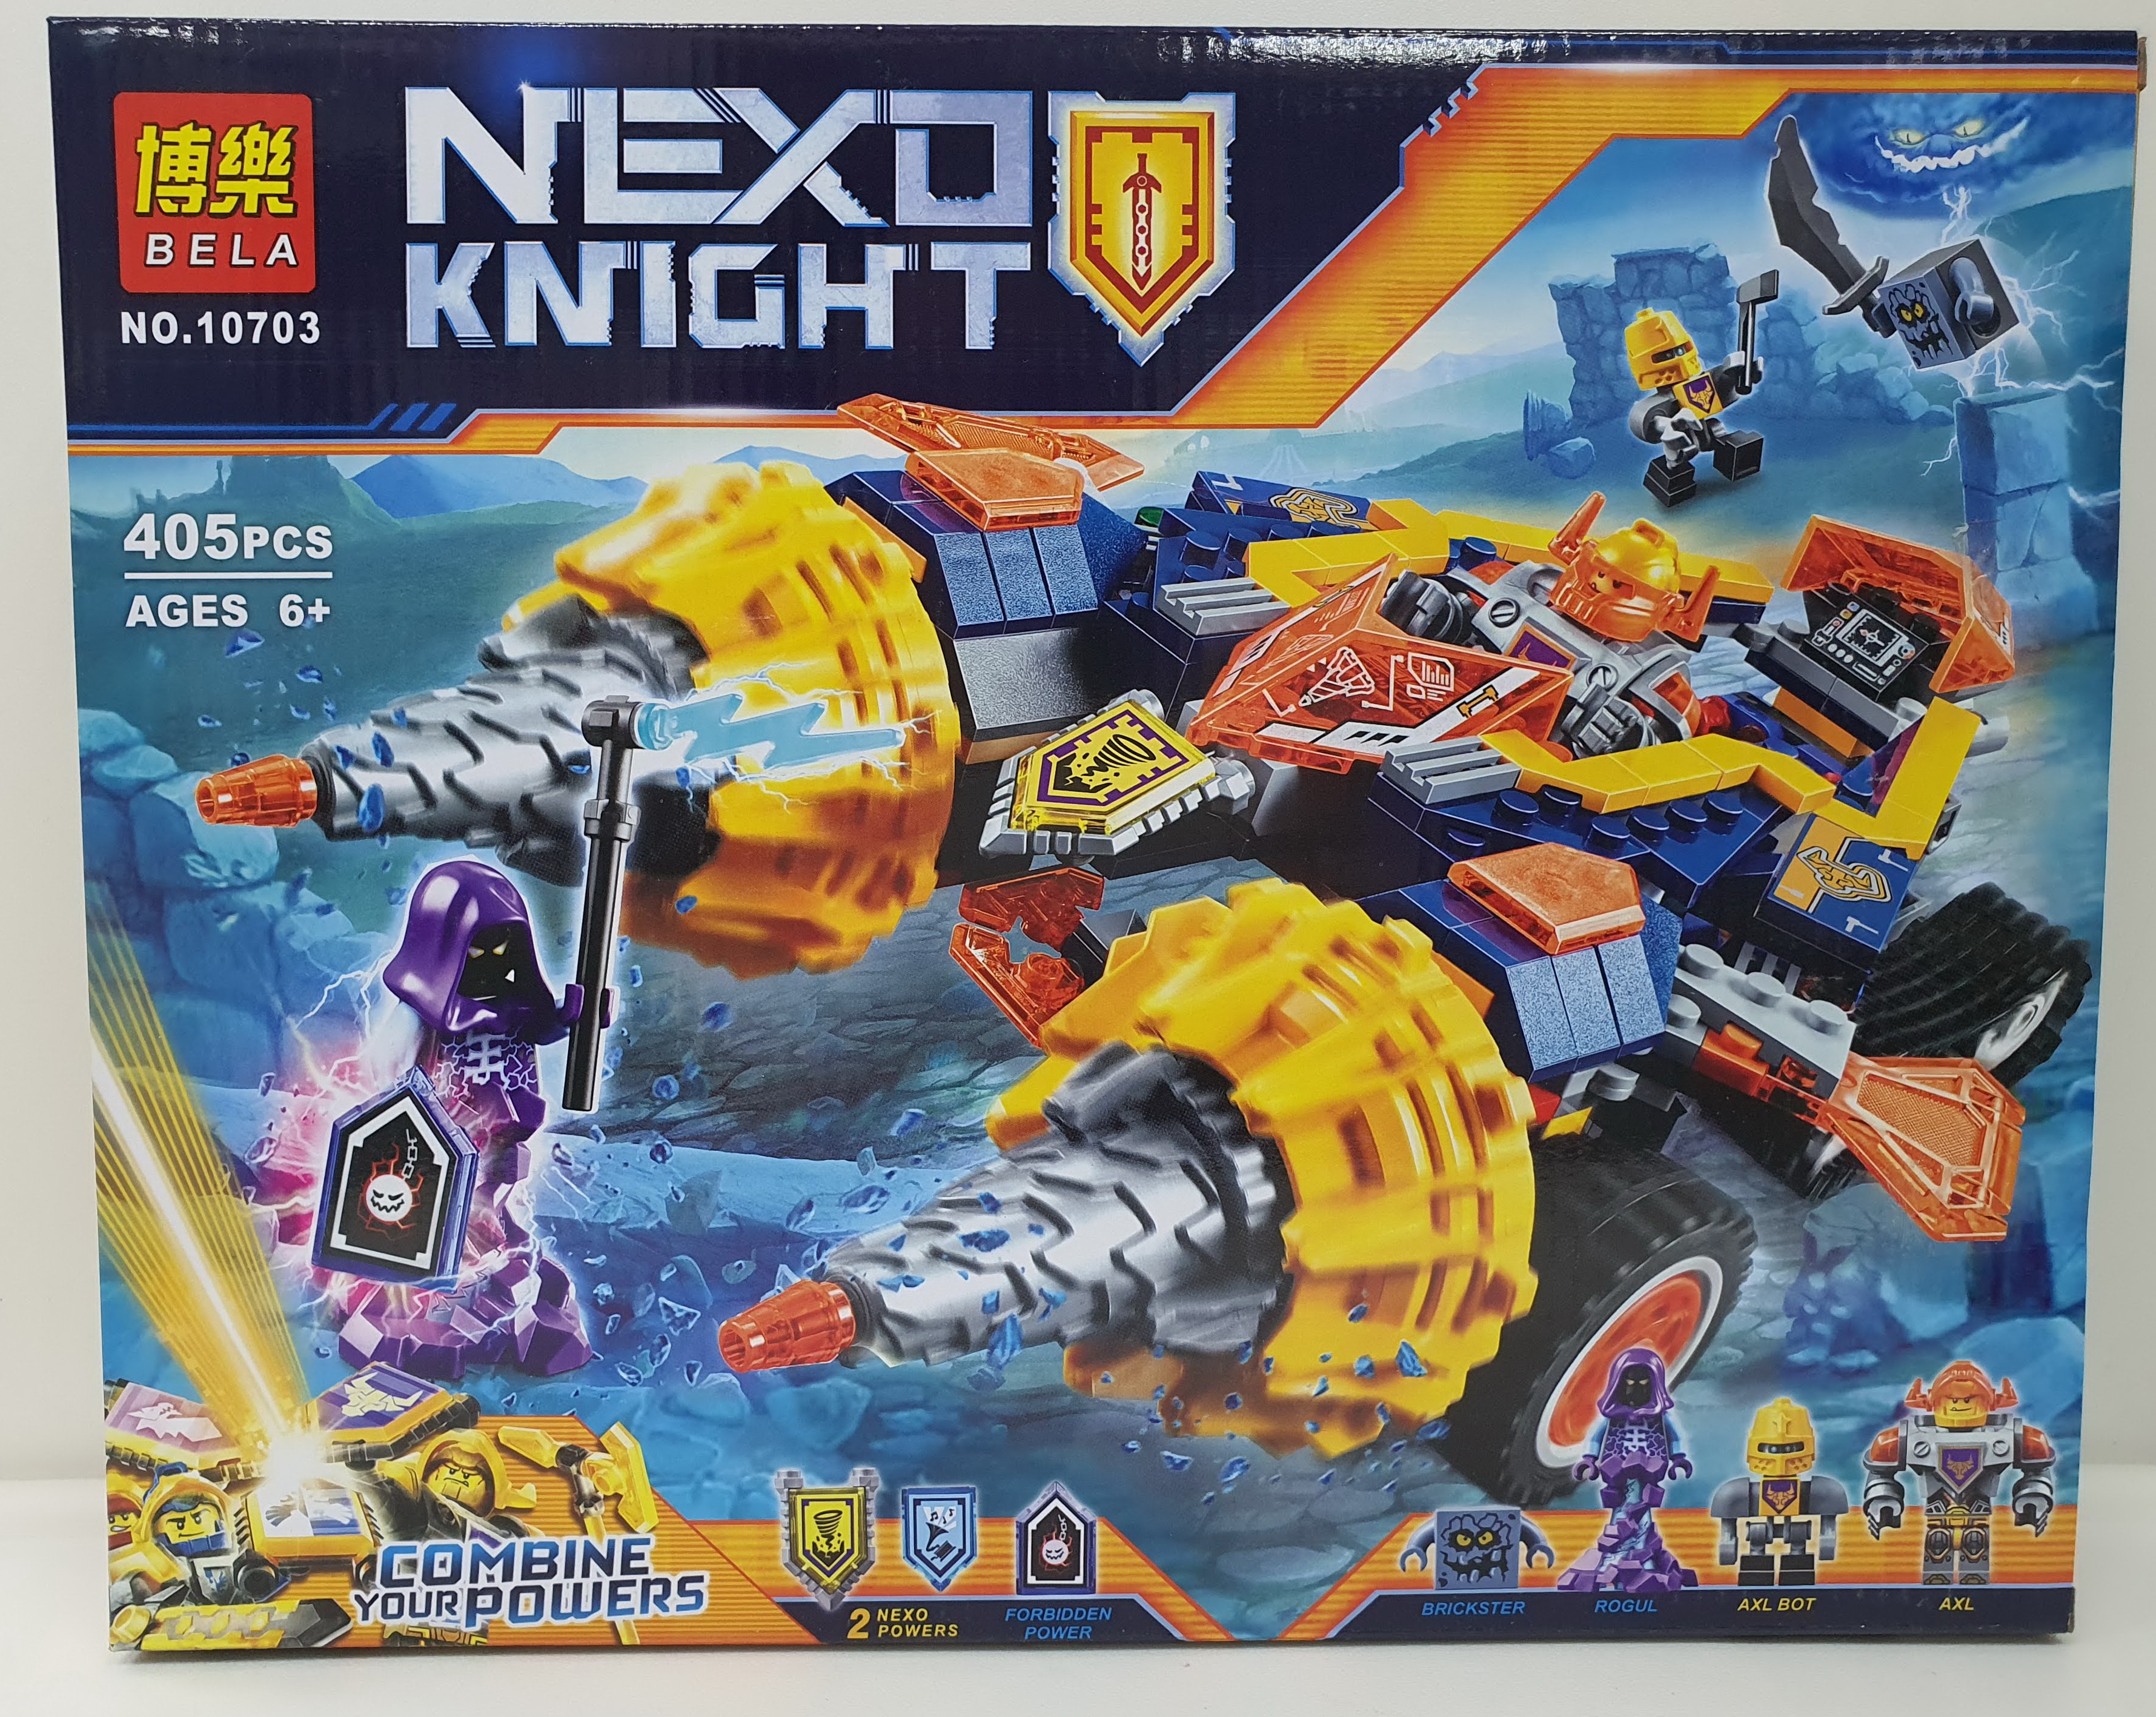 博樂
BELA
NO.10703
NEXO
KNIGHT
405PCS
AGES 6+
COMBINE
YOUR POWERS
2 NEXO
POWERS
FORBIDDEN
POWER
BRICKSTER
ROGUL
AXL BOT
AXL